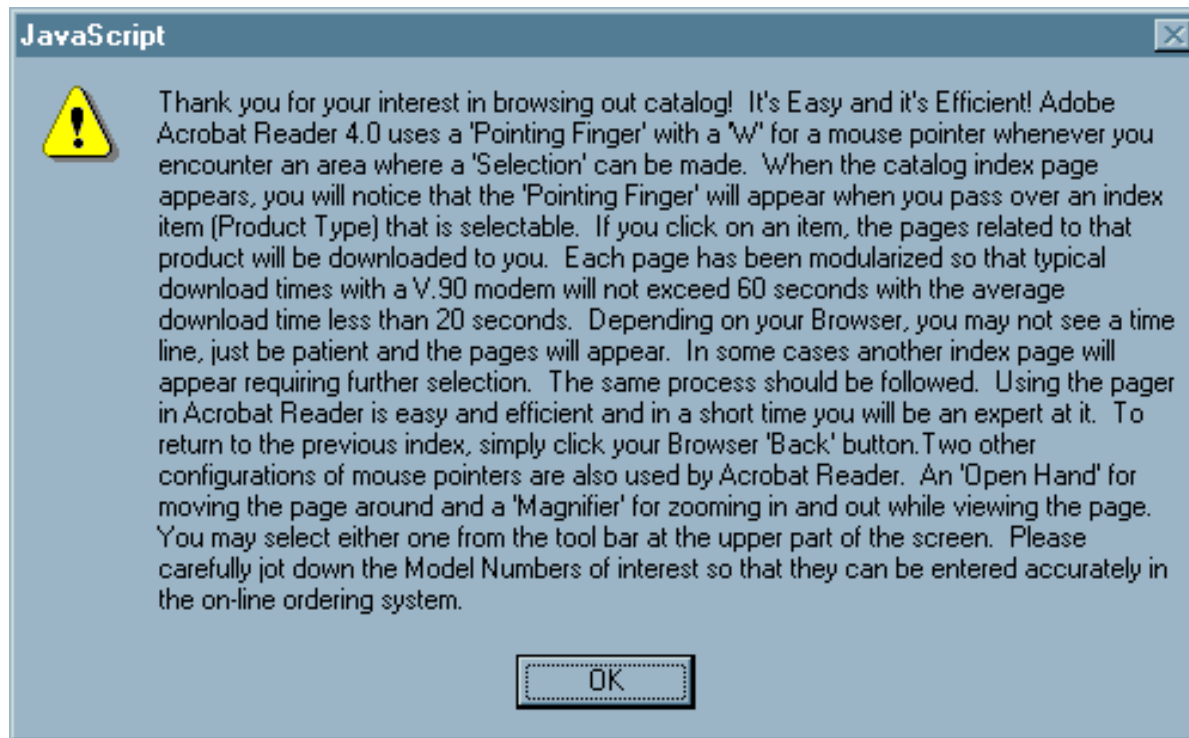 JavaScript
Thank you for your interest in browsing out catalog!  It's Easy and it's Efficient! Adobe
Acrobat Reader 4.0 uses a 'Pointing Finger' with a 'W' for a mouse pointer whenever you
encounter an area where a 'Selection' can be made.  When the catalog index page
appears, you will notice that the 'Pointing Finger' will appear when you pass over an index
item (Product Type) that is selectable.  If you click on an item, the pages related to that
product will be downloaded to you.  Each page has been modularized so that typical
download times with a V.90 modem will not exceed 60 seconds with the average
download time less than 20 seconds.  Depending on your Browser, you may not see a time
line, just be patient and the pages will appear.  In some cases another index page will
appear requiring further selection.  The same process should be followed.  Using the pager
in Acrobat Reader is easy and efficient and in a short time you will be an expert at it.  To
return to the previous index, simply click your Browser 'Back' button.Two other
configurations of mouse pointers are also used by Acrobat Reader.  An 'Open Hand' for
moving the page around and a 'Magnifier' for zooming in and out while viewing the page.
You may select either one from the tool bar at the upper part of the screen.  Please
carefully jot down the Model Numbers of interest so that they can be entered accurately in
the on-line ordering system.
OK